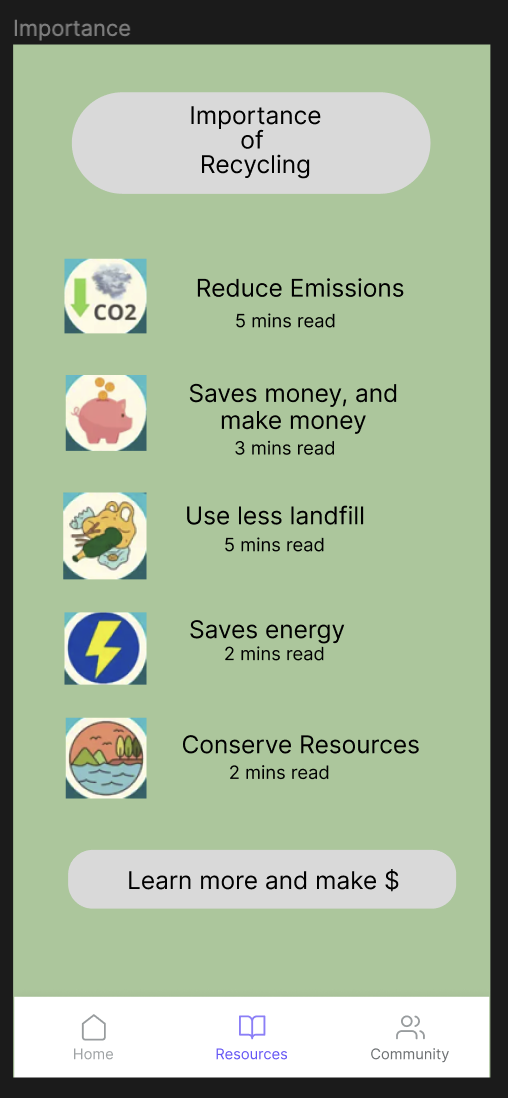 Importance
Importance
of
Recycling
CO2
Reduce Emissions
5 mins read
Saves money, and
make money
3 mins read
Use less landfill
5 mins read
Saves energy
2 mins read
Conserve Resources
2 mins read
Learn more and make $
Home
Resources
Community